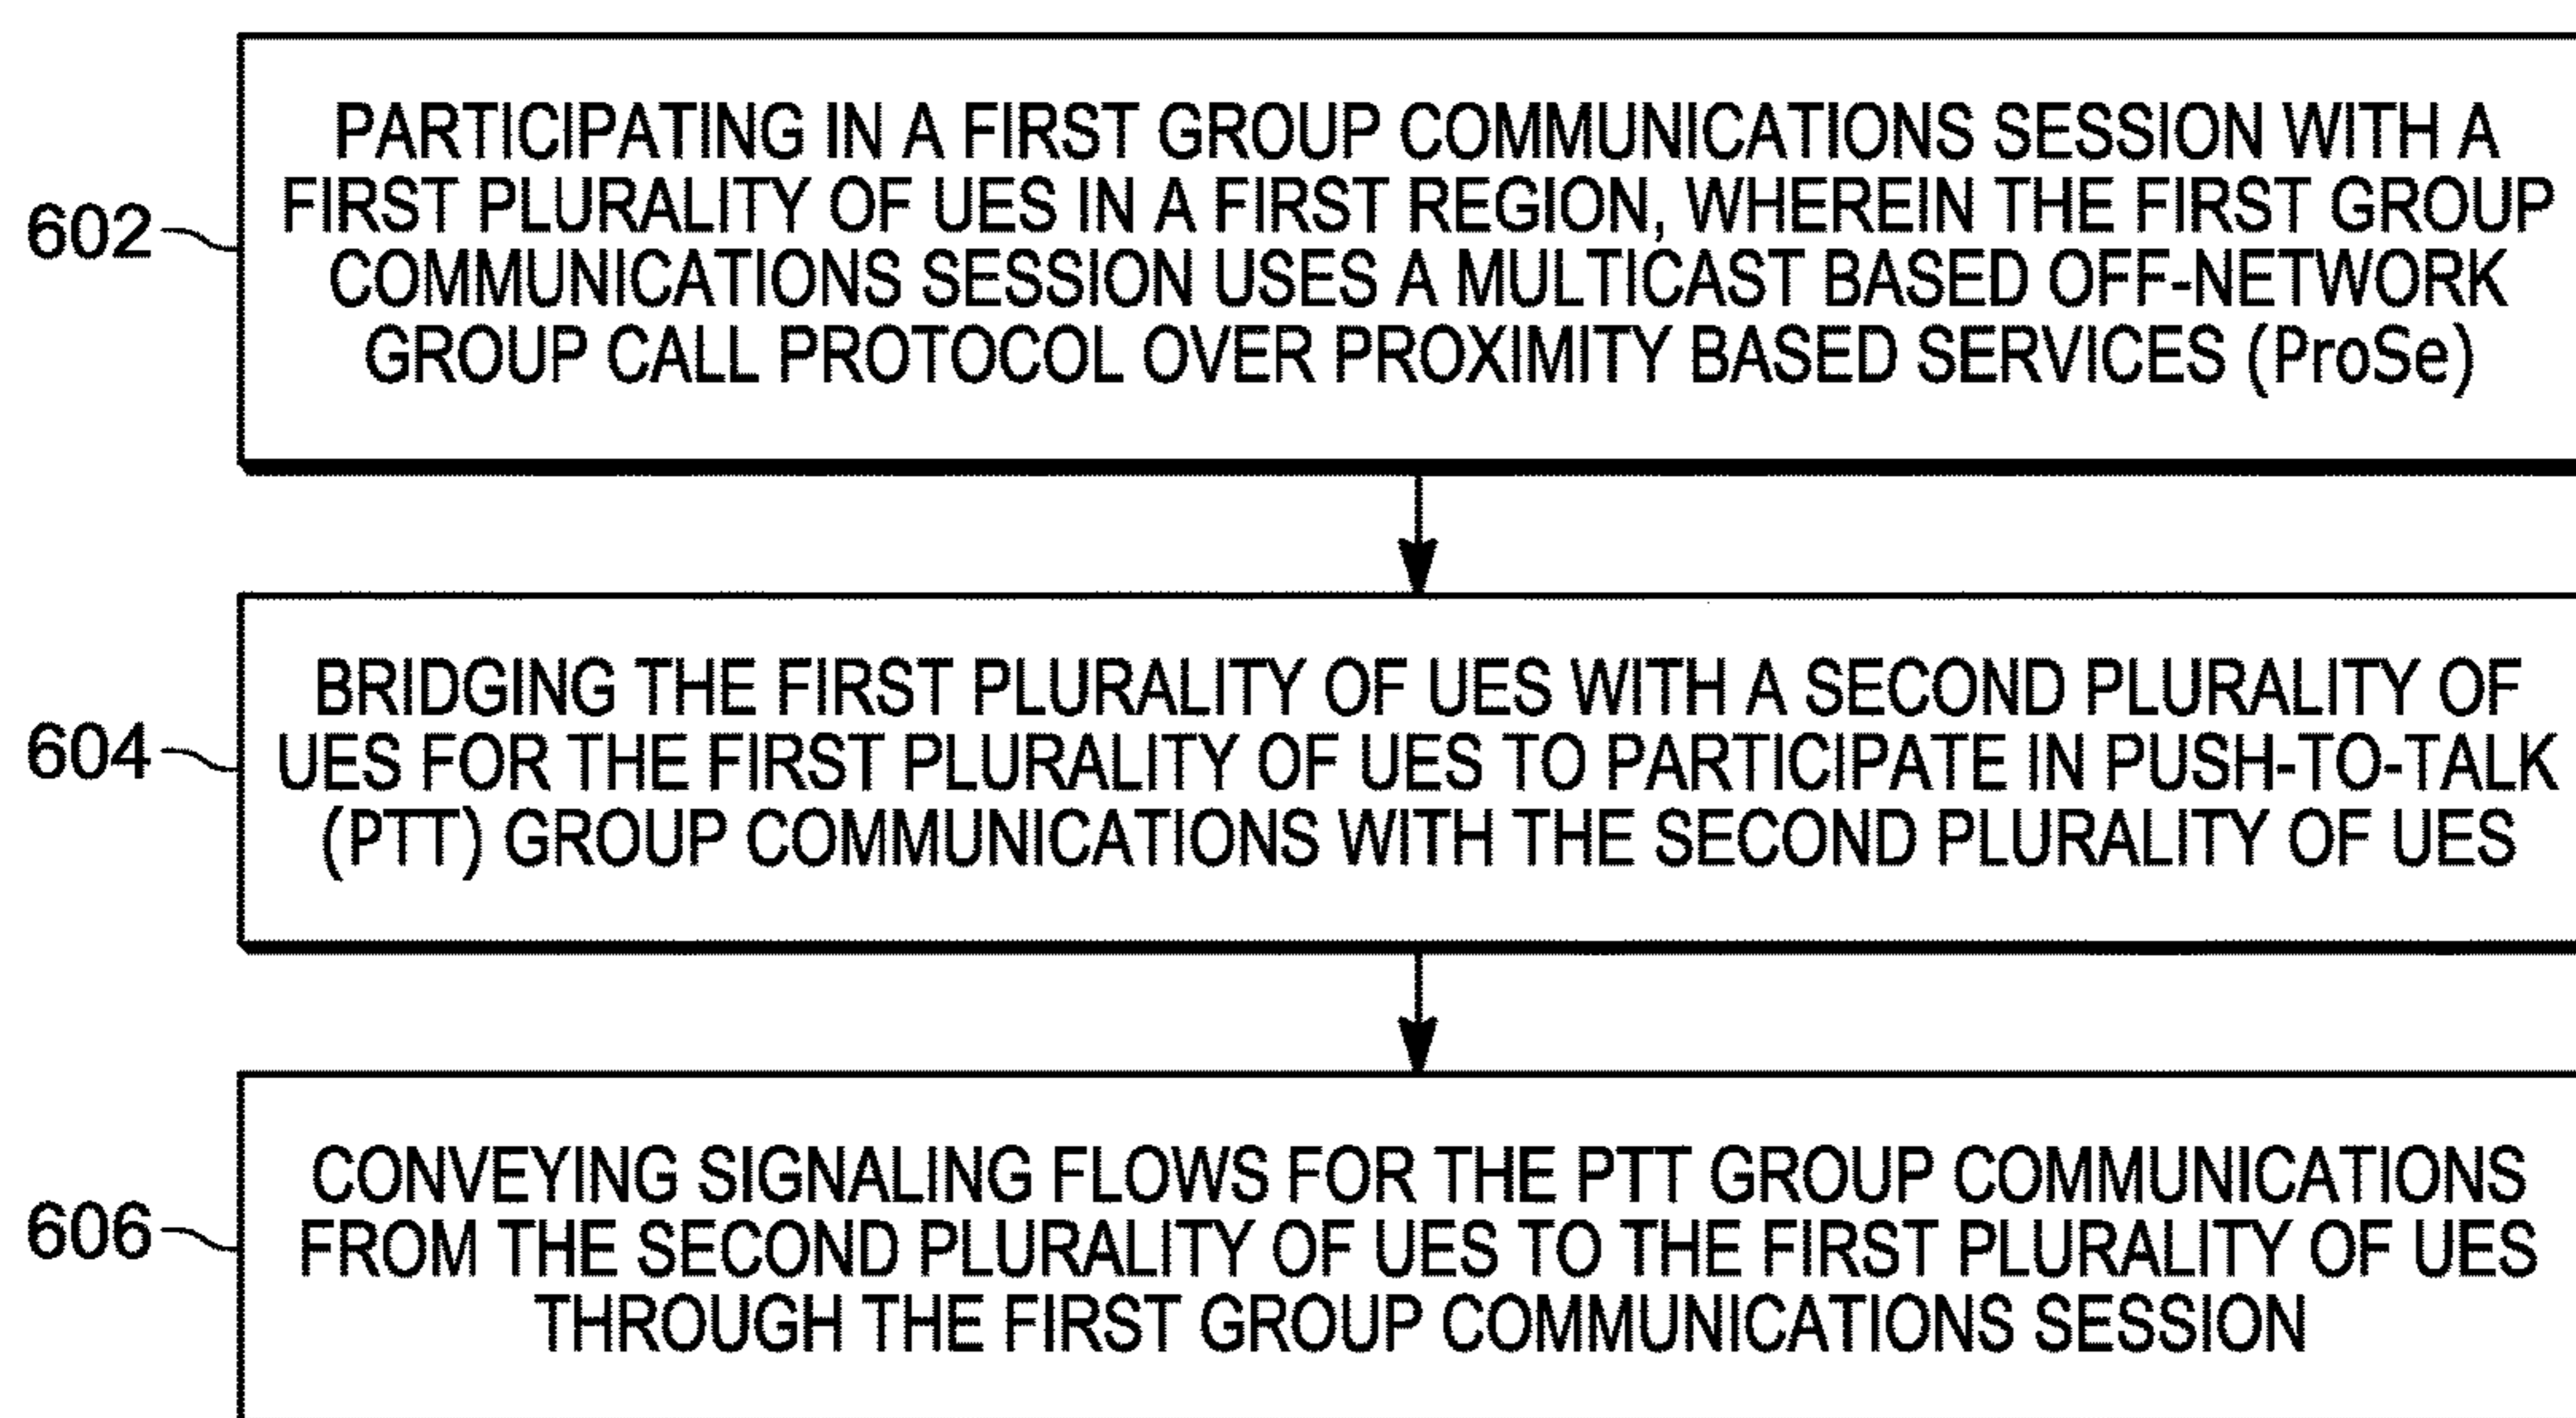 602
PARTICIPATING IN A FIRST GROUP COMMUNICATIONS SESSION WITH A
FIRST PLURALITY OF UES IN A FIRST REGION, WHEREIN THE FIRST GROUP
COMMUNICATIONS SESSION USES A MULTICAST BASED OFF-NETWORK
GROUP CALL PROTOCOL OVER PROXIMITY BASED SERVICES (ProSe)
604
BRIDGING THE FIRST PLURALITY OF UES WITH A SECOND PLURALITY OF
UES FOR THE FIRST PLURALITY OF UES TO PARTICIPATE IN PUSH-TO-TALK
(PTT) GROUP COMMUNICATIONS WITH THE SECOND PLURALITY OF UES
606
CONVEYING SIGNALING FLOWS FOR THE PTT GROUP COMMUNICATIONS
FROM THE SECOND PLURALITY OF UES TO THE FIRST PLURALITY OF UES
THROUGH THE FIRST GROUP COMMUNICATIONS SESSION